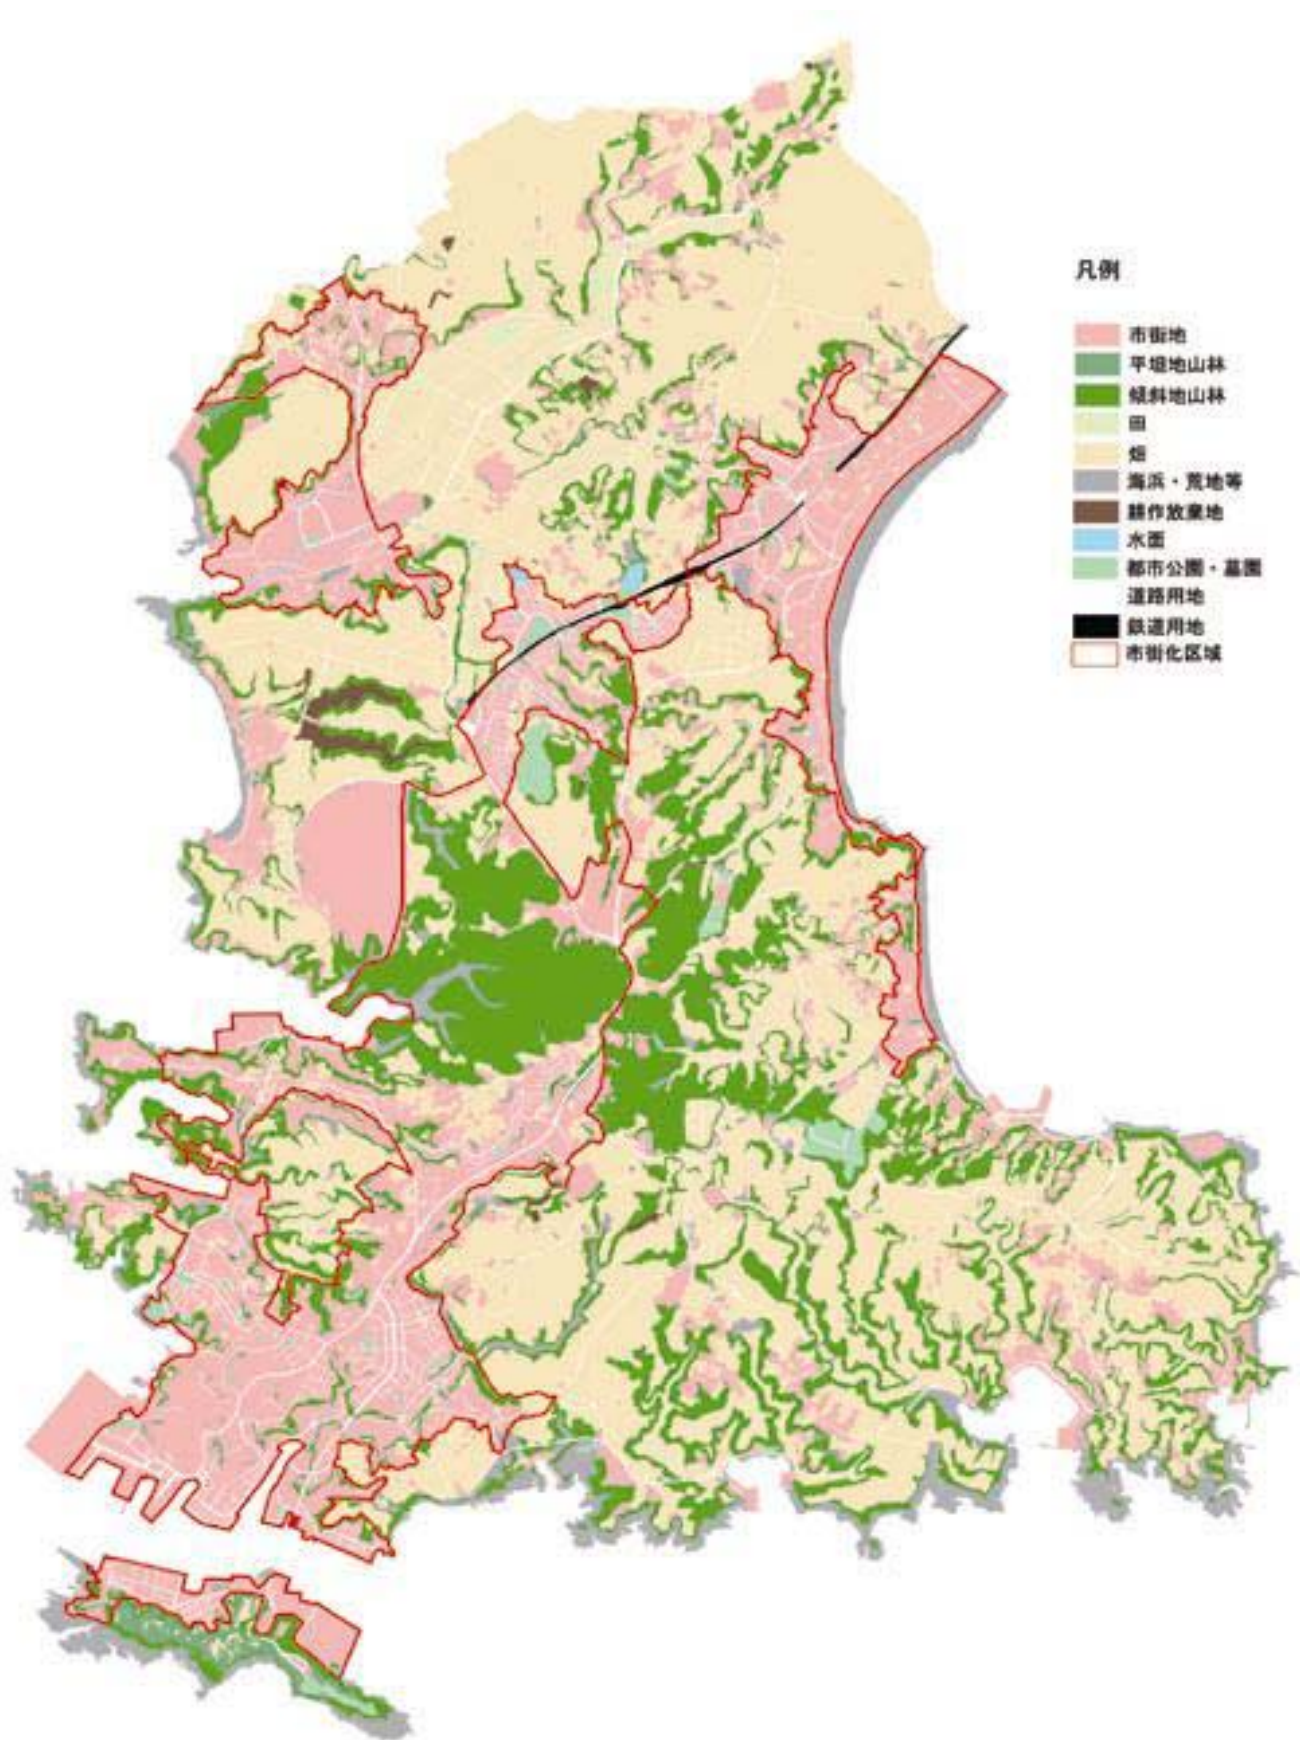 凡例
市街地
平坦地山林
傾斜地山林
田
畑
海浜・荒地等
耕作放棄地
水面
都市公園・墓園
道路用地
鉄道用地
市街化区域